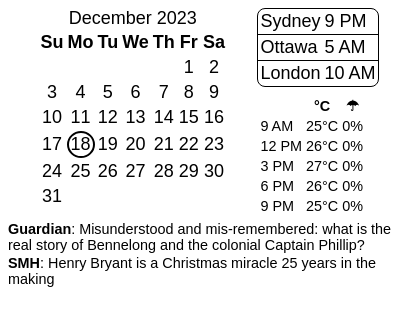 December 2023
Su Mo Tu We Th Fr Sa
1 2
3 4 5 6 7 8 9
10 11 12 13 14 15 16
17 18 19 20 21 22 23
24 25 26 27 28 29 30
31
Sydney 9 PM
Ottawa 5 AM
London 10 AM
°C ☂
9 AM 25°C 0%
12 PM 26°C 0%
3 PM 27°C 0%
6 PM 26°C 0%
9 PM 25°C 0%
Guardian: Misunderstood and mis-remembered: what is the
real story of Bennelong and the colonial Captain Phillip?
SMH: Henry Bryant is a Christmas miracle 25 years in the
making